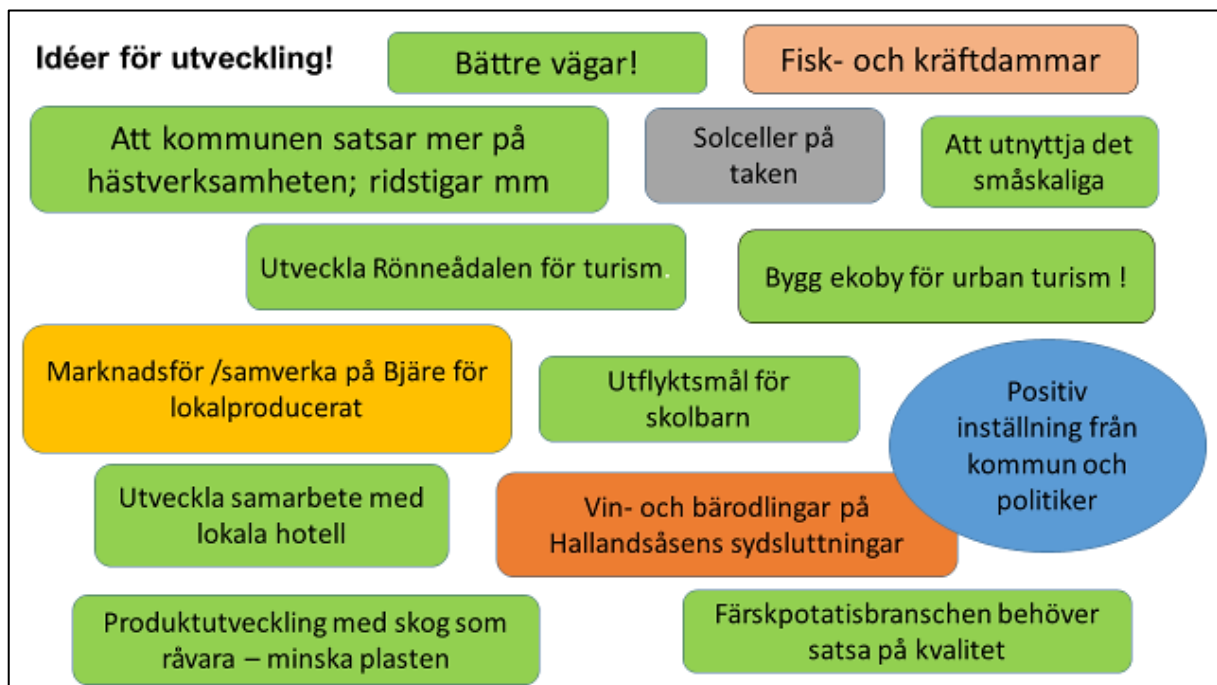 Idéer för utveckling!
Bättre vägar!
Fisk- och kräftdammar
Att kommunen satsar mer på
hästverksamheten; ridstigar mm
Solceller på
taken
Att utnyttja det
småskaliga
Utveckla Rönneådalen för turism.
Bygg ekoby för urban turism !
Marknadsför /samverka på Bjäre för
lokalproducerat
Utflyktsmål för
skolbarn
Positiv
inställning från
kommun och
politiker
Utveckla samarbete med
lokala hotell
Vin- och bärodlingar på
Hallandsåsens sydsluttningar
Produktutveckling med skog som
råvara – minska plasten
Färskpotatisbranschen behöver
satsa på kvalitet